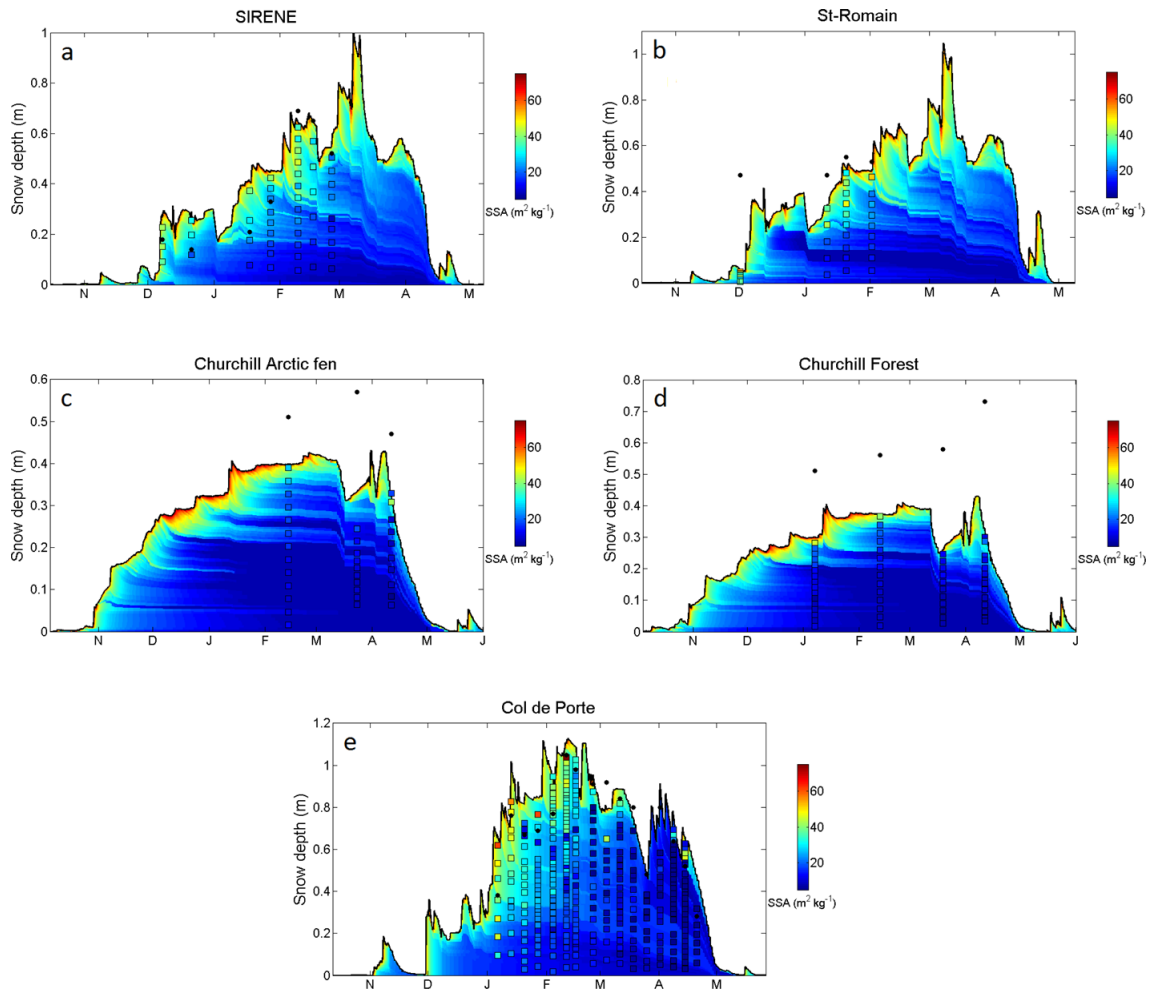 SIRENE
a
Snow depth (m)
1
0.8
0.6
0.4
0.2
0
N D J F M A M
60
40
20
SSA (m² kg⁻¹)
St-Romain
b
Snow depth (m)
1
0.8
0.6
0.4
0.2
0
N D J F M A M
60
40
20
SSA (m² kg⁻¹)
Churchill Arctic fen
c
Snow depth (m)
0.6
0.5
0.4
0.3
0.2
0.1
0
N D J F M A M J
60
40
20
SSA (m² kg⁻¹)
Churchill Forest
d
Snow depth (m)
0.8
0.7
0.6
0.5
0.4
0.3
0.2
0.1
0
N D J F M A M J
60
40
20
SSA (m² kg⁻¹)
Col de Porte
e
Snow depth (m)
1.2
1
0.8
0.6
0.4
0.2
0
N D J F M A M
60
40
20
SSA (m² kg⁻¹)